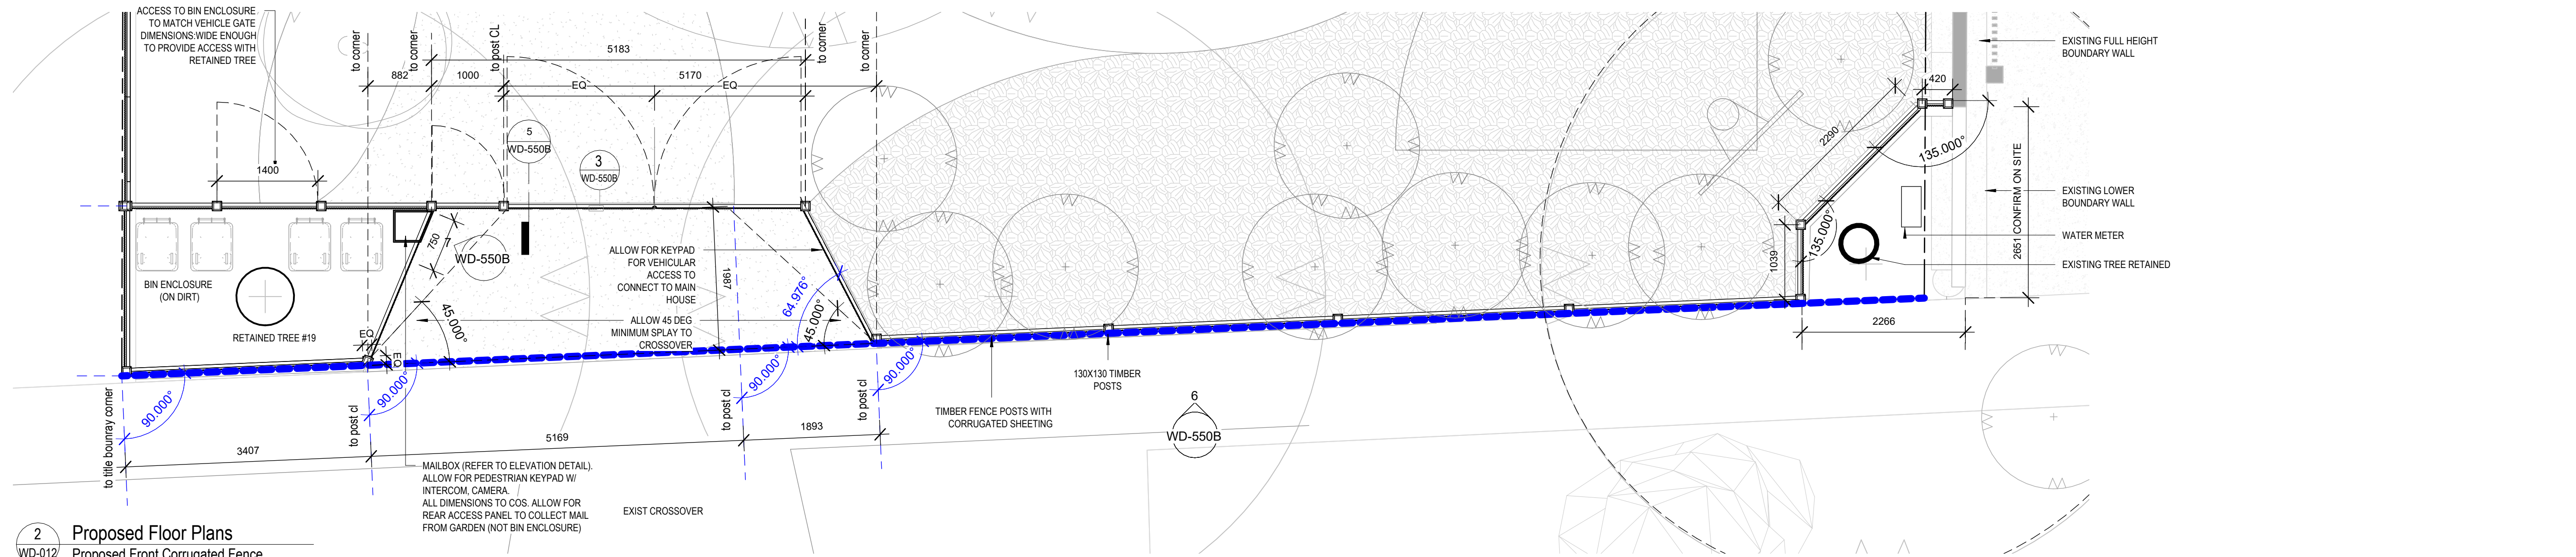 ACCESS TO BIN ENCLOSURE
TO MATCH VEHICLE GATE
DIMENSIONS:WIDE ENOUGH
TO PROVIDE ACCESS WITH
RETAINED TREE
1400
to corner
to corner
to post CL
to corner
to corner
882
1000
5183
5170
EQ
EQ
5
WD-550B
3
WD-550B
BIN ENCLOSURE
(ON DIRT)
RETAINED TREE #19
750
7
WD-550B
EQ
EQ
45.000°
ALLOW FOR KEYPAD
FOR VEHICULAR
ACCESS TO
CONNECT TO MAIN
HOUSE
ALLOW 45 DEG
MINIMUM SPLAY TO
CROSSOVER
1987
64.976°
45.000°
90.000°
90.000°
90.000°
90.000°
to title bounray corner
to post cl
to post cl
to post cl
3407
5169
1893
MAILBOX (REFER TO ELEVATION DETAIL).
ALLOW FOR PEDESTRIAN KEYPAD W/
INTERCOM, CAMERA.
ALL DIMENSIONS TO COS. ALLOW FOR
REAR ACCESS PANEL TO COLLECT MAIL
FROM GARDEN (NOT BIN ENCLOSURE)
EXIST CROSSOVER
TIMBER FENCE POSTS WITH
CORRUGATED SHEETING
130X130 TIMBER
POSTS
6
WD-550B
420
2290
135.000°
135.000°
1039
2651 CONFIRM ON SITE
2266
EXISTING FULL HEIGHT
BOUNDARY WALL
EXISTING LOWER
BOUNDARY WALL
WATER METER
EXISTING TREE RETAINED
2
WD-012
Proposed Floor Plans
Proposed Front Corrugated Fence